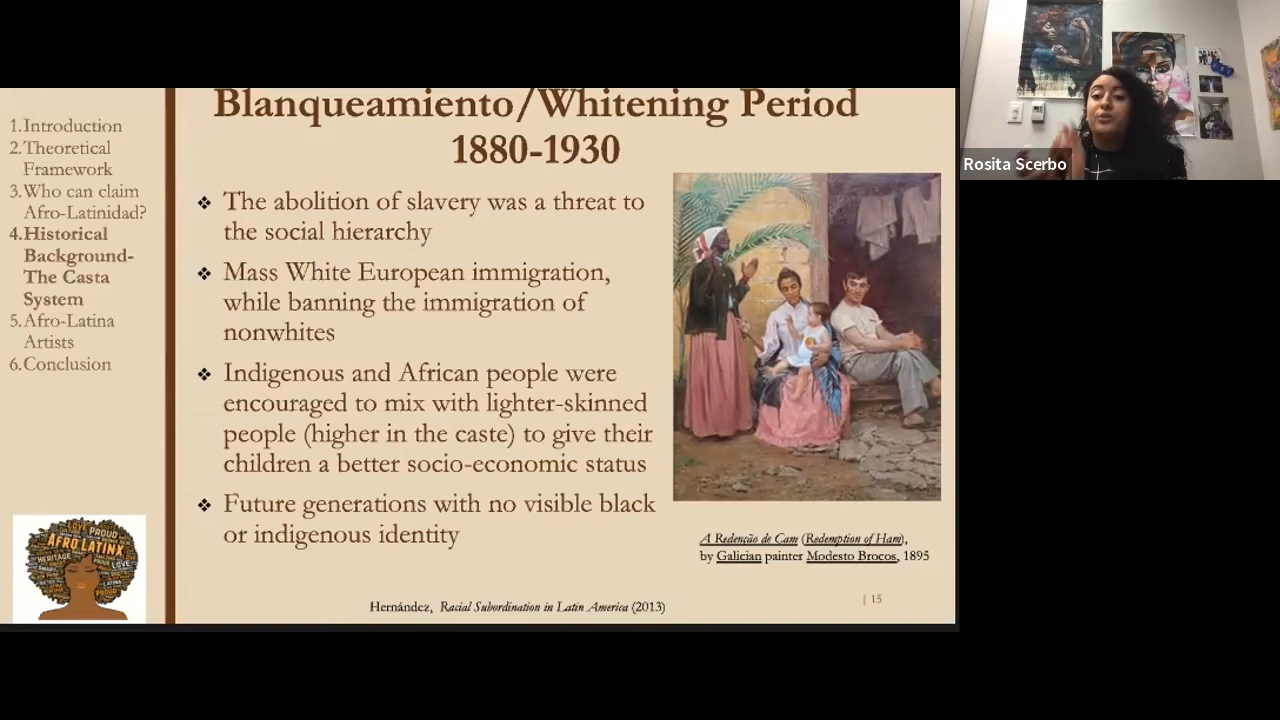 Blanqueamiento/Whitening Period
1880-1930
1.Introduction
2.Theoretical
Framework
3.Who can claim
Afro-Latinidad?
4.Historical
Background-
The Casta
System
5.Afro-Latina
Artists
6.Conclusion
❖ The abolition of slavery was a threat to
the social hierarchy
❖ Mass White European immigration,
while banning the immigration of
nonwhites
❖ Indigenous and African people were
encouraged to mix with lighter-skinned
people (higher in the caste) to give their
children a better socio-economic status
❖ Future generations with no visible black
or indigenous identity
A Redenção de Cam (Redemption of Ham),
by Galician painter Modesto Brocos, 1895
Hernández, Racial Subordination in Latin America (2013)
| 15
LOVE PROUD
AFRO LATINX
HERITAGE
LOVE
PROUD
Rosita Scerbo